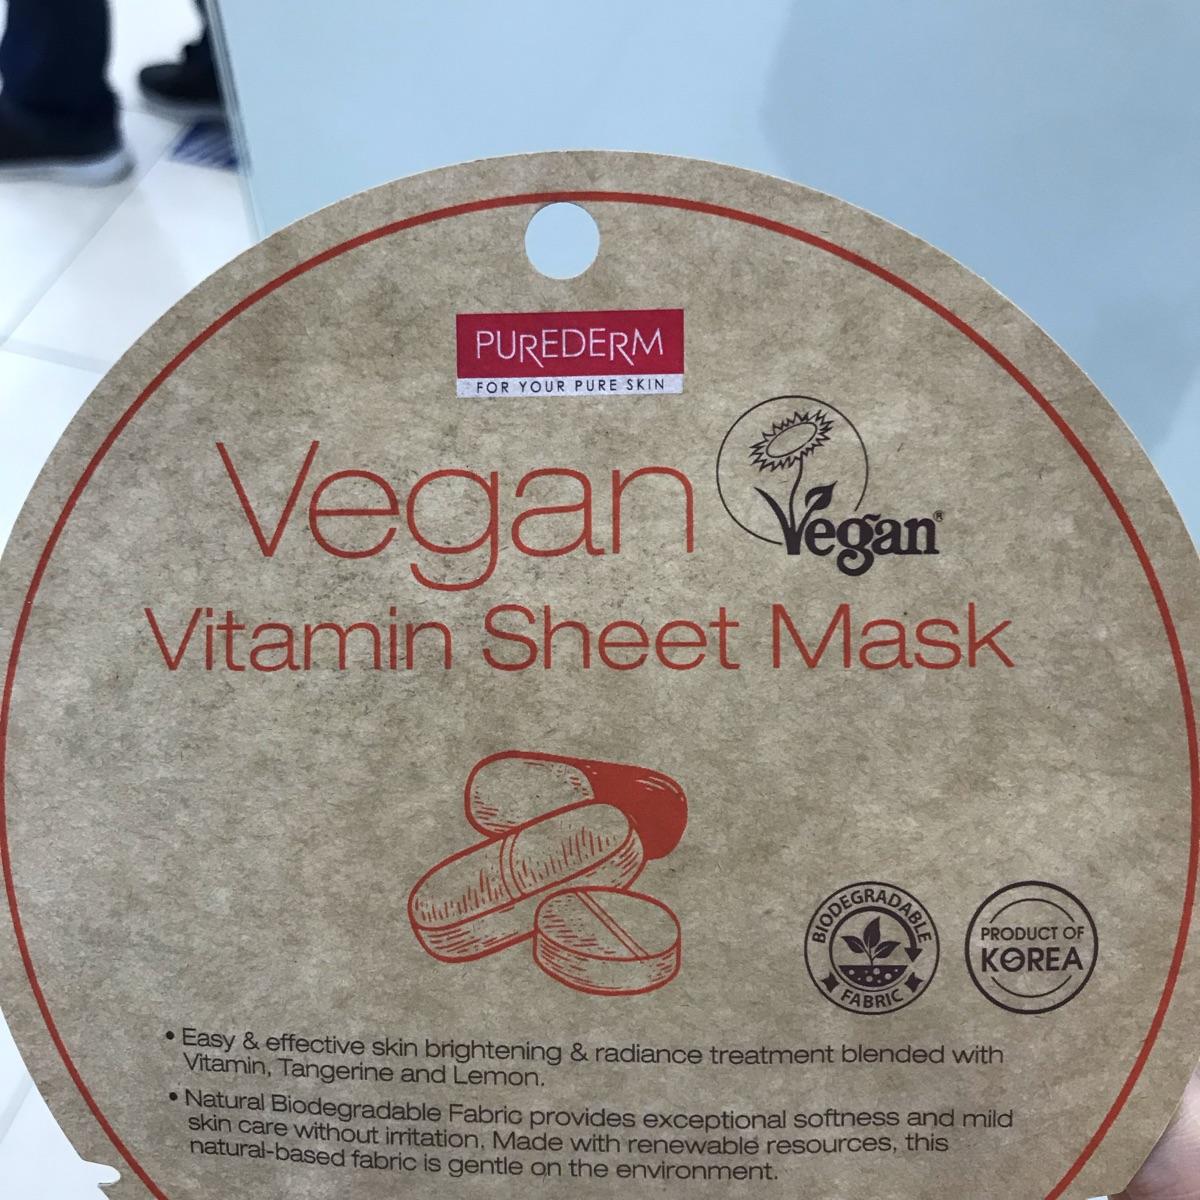 PUREDERM
FOR YOUR PURE SKIN
Vegan
Vegan®
Vitamin Sheet Mask
BIODEGRADABLE
FABRIC
PRODUCT OF
KOREA
• Easy & effective skin brightening & radiance treatment blended with
Vitamin, Tangerine and Lemon.
• Natural Biodegradable Fabric provides exceptional softness and mild
skin care without irritation. Made with renewable resources, this
natural-based fabric is gentle on the environment.